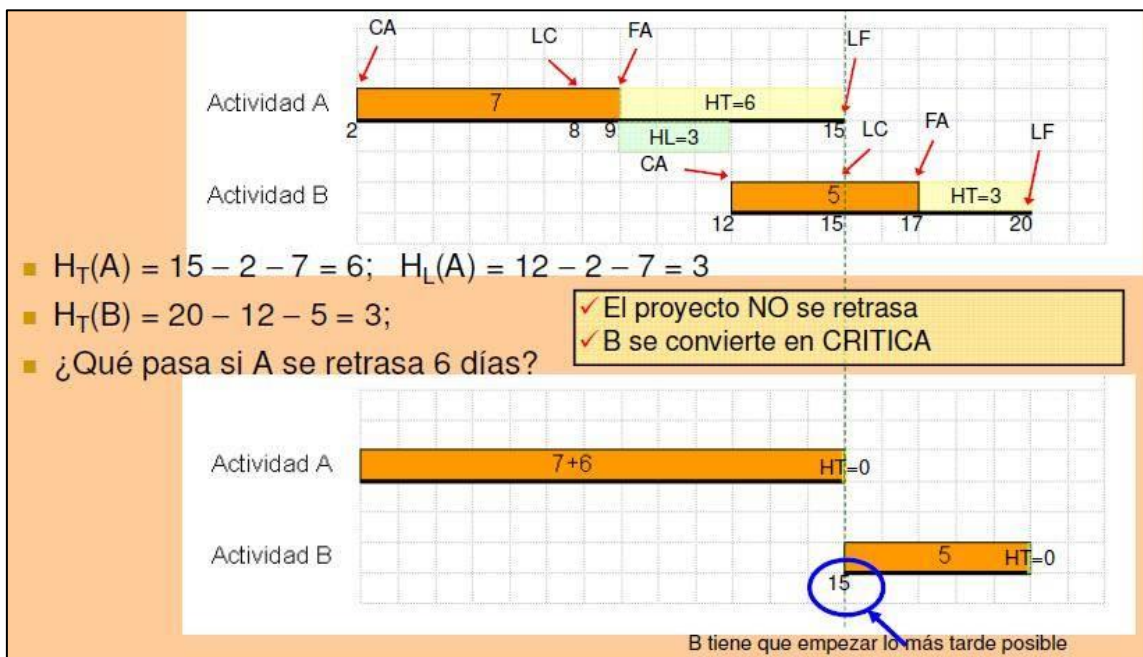 CA
LC
FA
LF
Actividad A
7
HT=6
2
8
9
15
HL=3
LC
FA
LF
CA
Actividad B
5
HT=3
12
15
17
20
H_T(A) = 15 – 2 – 7 = 6; H_L(A) = 12 – 2 – 7 = 3
H_T(B) = 20 – 12 – 5 = 3;
¿Qué pasa si A se retrasa 6 días?
✓ El proyecto NO se retrasa
✓ B se convierte en CRITICA
Actividad A
7+6
HT=0
Actividad B
5
HT=0
15
B tiene que empezar lo más tarde posible